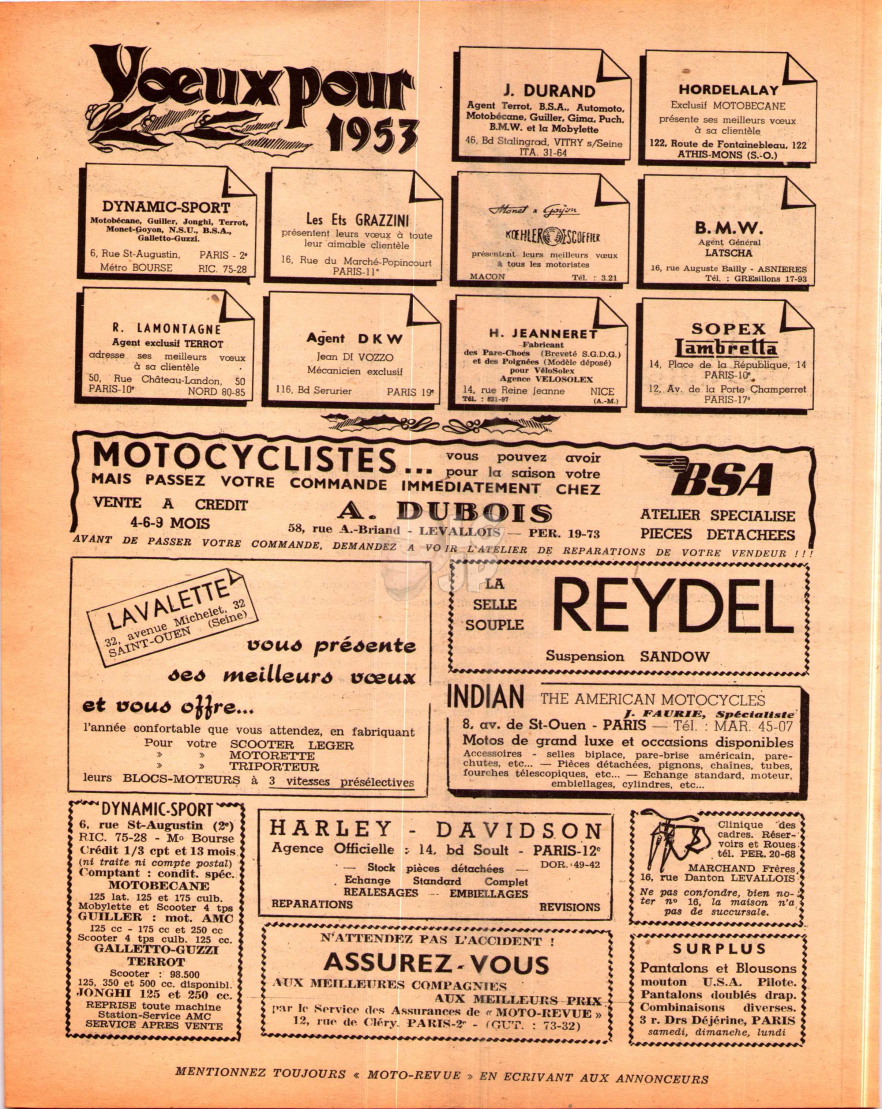 Vœux pour
1953
J. DURAND
Agent Terrot, B.S.A., Automoto,
Motobécane, Guiller, Gima, Puch.
B.M.W. et la Mobylette
46, Bd Stalingrad, VITRY s/Seine
ITA. 31-64
HORDELALAY
Exclusif MOTOBECANE
présente ses meilleurs vœux
à sa clientèle
122, Route de Fontainebleau, 122
ATHIS-MONS (S.-O.)
DYNAMIC-SPORT
Motobécane, Guiller, Jonghi, Terrot,
Monet-Goyon, N.S.U., B.S.A.,
Galletto-Guzzi.
6, Rue St-Augustin, PARIS - 2e
Métro BOURSE RIC. 75-28
Les Ets GRAZZINI
présentent leurs vœux à toute
leur aimable clientèle
16, Rue du Marché-Popincourt
PARIS-11e
Monet & Goyon
KŒHLER ESCOFFIER
présentent leurs meilleurs vœux
à tous les motoristes
MACON Tél. : 3.21
B.M.W.
Agent Général
LATSCHA
16, rue Auguste Bailly - ASNIERES
Tél. : GREsillons 17-93
R. LAMONTAGNE
Agent exclusif TERROT
adresse ses meilleurs vœux
à sa clientèle
50, Rue Château-Landon, 50
PARIS-10e NORD 80-85
Agent DKW
Jean DI VOZZO
Mécanicien exclusif
116, Bd Serurier PARIS 19e
H. JEANNERET
Fabricant
des Pare-Chocs (Breveté S.G.D.G.)
et des Poignées (Modèle déposé)
pour VéloSolex
Agence VELOSOLEX
14, rue Reine Jeanne NICE
Tél. : 821-97 (A.-M.)
SOPEX
Lambretta
14, Place de la République, 14
PARIS-10e
12, Av. de la Porte Champerret
PARIS-17e
MOTOCYCLISTES... vous pouvez avoir
pour la saison votre
BSA
MAIS PASSEZ VOTRE COMMANDE IMMEDIATEMENT CHEZ
VENTE A CREDIT
4-6-9 MOIS
A. DUBOIS
58, rue A.-Briand - LEVALLOIS — PER. 19-73
ATELIER SPECIALISE
PIECES DETACHEES
AVANT DE PASSER VOTRE COMMANDE, DEMANDEZ A VOIR L'ATELIER DE REPARATIONS DE VOTRE VENDEUR !!!
LAVALETTE
32, avenue Michelet, 32
SAINT-OUEN (Seine)
vous présente
ses meilleurs vœux
et vous offre...
l'année confortable que vous attendez, en fabriquant
Pour votre SCOOTER LEGER
» » MOTORETTE
» » TRIPORTEUR
leurs BLOCS-MOTEURS à 3 vitesses présélectives
LA
SELLE
SOUPLE
REYDEL
Suspension SANDOW
INDIAN THE AMERICAN MOTOCYCLES
J. FAURIE, Spécialiste
8, av. de St-Ouen - PARIS — Tél. : MAR. 45-07
Motos de grand luxe et occasions disponibles
Accessoires - selles biplace, pare-brise américain, pare-
chutes, etc... — Pièces détachées, pignons, chaînes, tubes,
fourches télescopiques, etc... — Echange standard, moteur,
embiellages, cylindres, etc...
DYNAMIC-SPORT
6, rue St-Augustin (2e)
RIC. 75-28 - Mo Bourse
Crédit 1/3 cpt et 13 mois
(ni traite ni compte postal)
Comptant : condit. spéc.
MOTOBECANE
125 lat. 125 et 175 culb.
Mobylette et Scooter 4 tps
GUILLER : mot. AMC
125 cc - 175 cc et 250 cc
Scooter 4 tps culb. 125 cc.
GALLETTO-GUZZI
TERROT
Scooter : 98.500
125, 350 et 500 cc. disponibl.
JONGHI 125 et 250 cc.
REPRISE toute machine
Station-Service AMC
SERVICE APRES VENTE
HARLEY - DAVIDSON
Agence Officielle : 14, bd Soult - PARIS-12e
— Stock pièces détachées — DOR. 49-42
Echange Standard Complet
REALESAGES - EMBIELLAGES
REPARATIONS REVISIONS
Clinique des
cadres. Réser-
voirs et Roues
tél. PER. 20-68
MARCHAND Frères,
16, rue Danton LEVALLOIS
Ne pas confondre, bien no-
ter no 16, la maison n'a
pas de succursale.
N'ATTENDEZ PAS L'ACCIDENT !
ASSUREZ-VOUS
AUX MEILLEURES COMPAGNIES
AUX MEILLEURS PRIX
par le Service des Assurances de « MOTO-REVUE »
12, rue de Cléry, PARIS-2e - (GUT. : 73-32)
SURPLUS
Pantalons et Blousons
mouton U.S.A. Pilote.
Pantalons doublés drap.
Combinaisons diverses.
3 r. Drs Déjérine, PARIS
samedi, dimanche, lundi
MENTIONNEZ TOUJOURS « MOTO-REVUE » EN ECRIVANT AUX ANNONCEURS